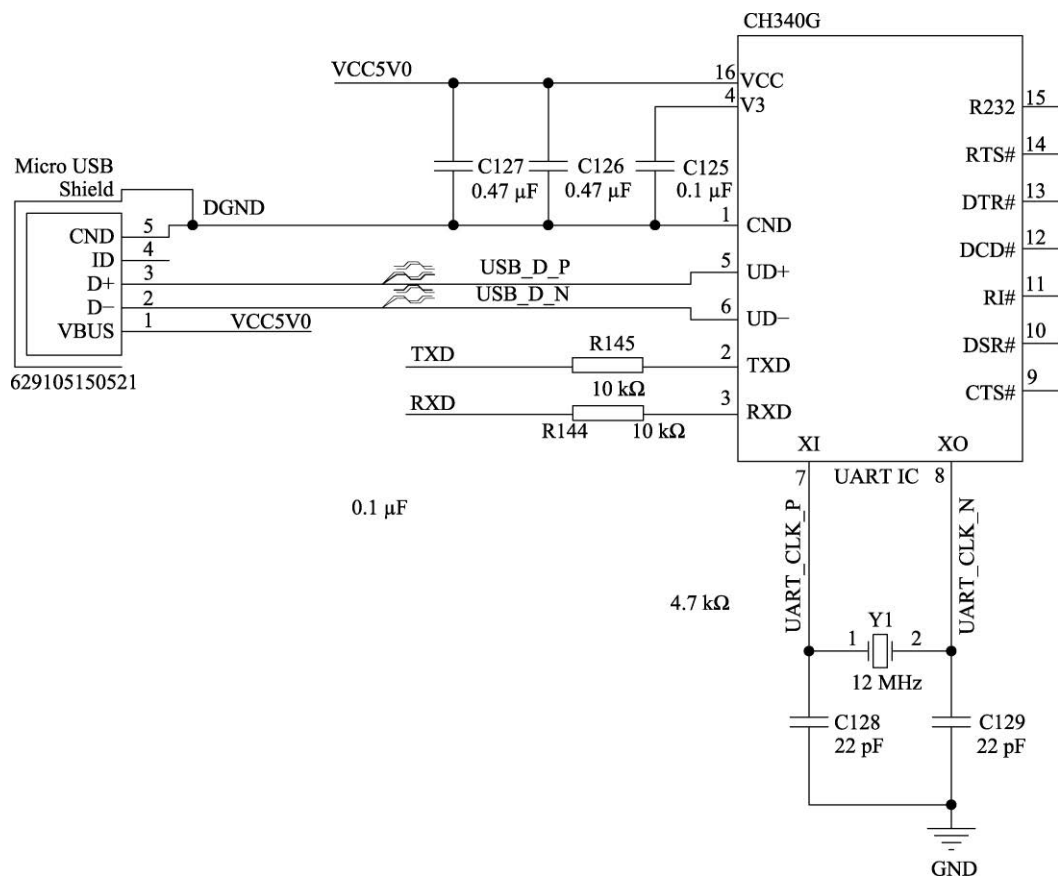 CH340G
VCC5V0
16 VCC
4 V3
R232 15
RTS# 14
DTR# 13
DCD# 12
RI# 11
DSR# 10
CTS# 9
C127
0.47 µF
C126
0.47 µF
C125
0.1 µF
Micro USB
Shield
DGND
1 CND
CND 5
ID 4
D+ 3
D− 2
VBUS 1
VCC5V0
629105150521
USB_D_P
USB_D_N
5 UD+
6 UD−
TXD
R145
10 kΩ
2 TXD
RXD
R144
10 kΩ
3 RXD
XI
XO
7
UART IC
8
0.1 µF
4.7 kΩ
UART_CLK_P
UART_CLK_N
Y1
1
2
12 MHz
C128
22 pF
C129
22 pF
GND